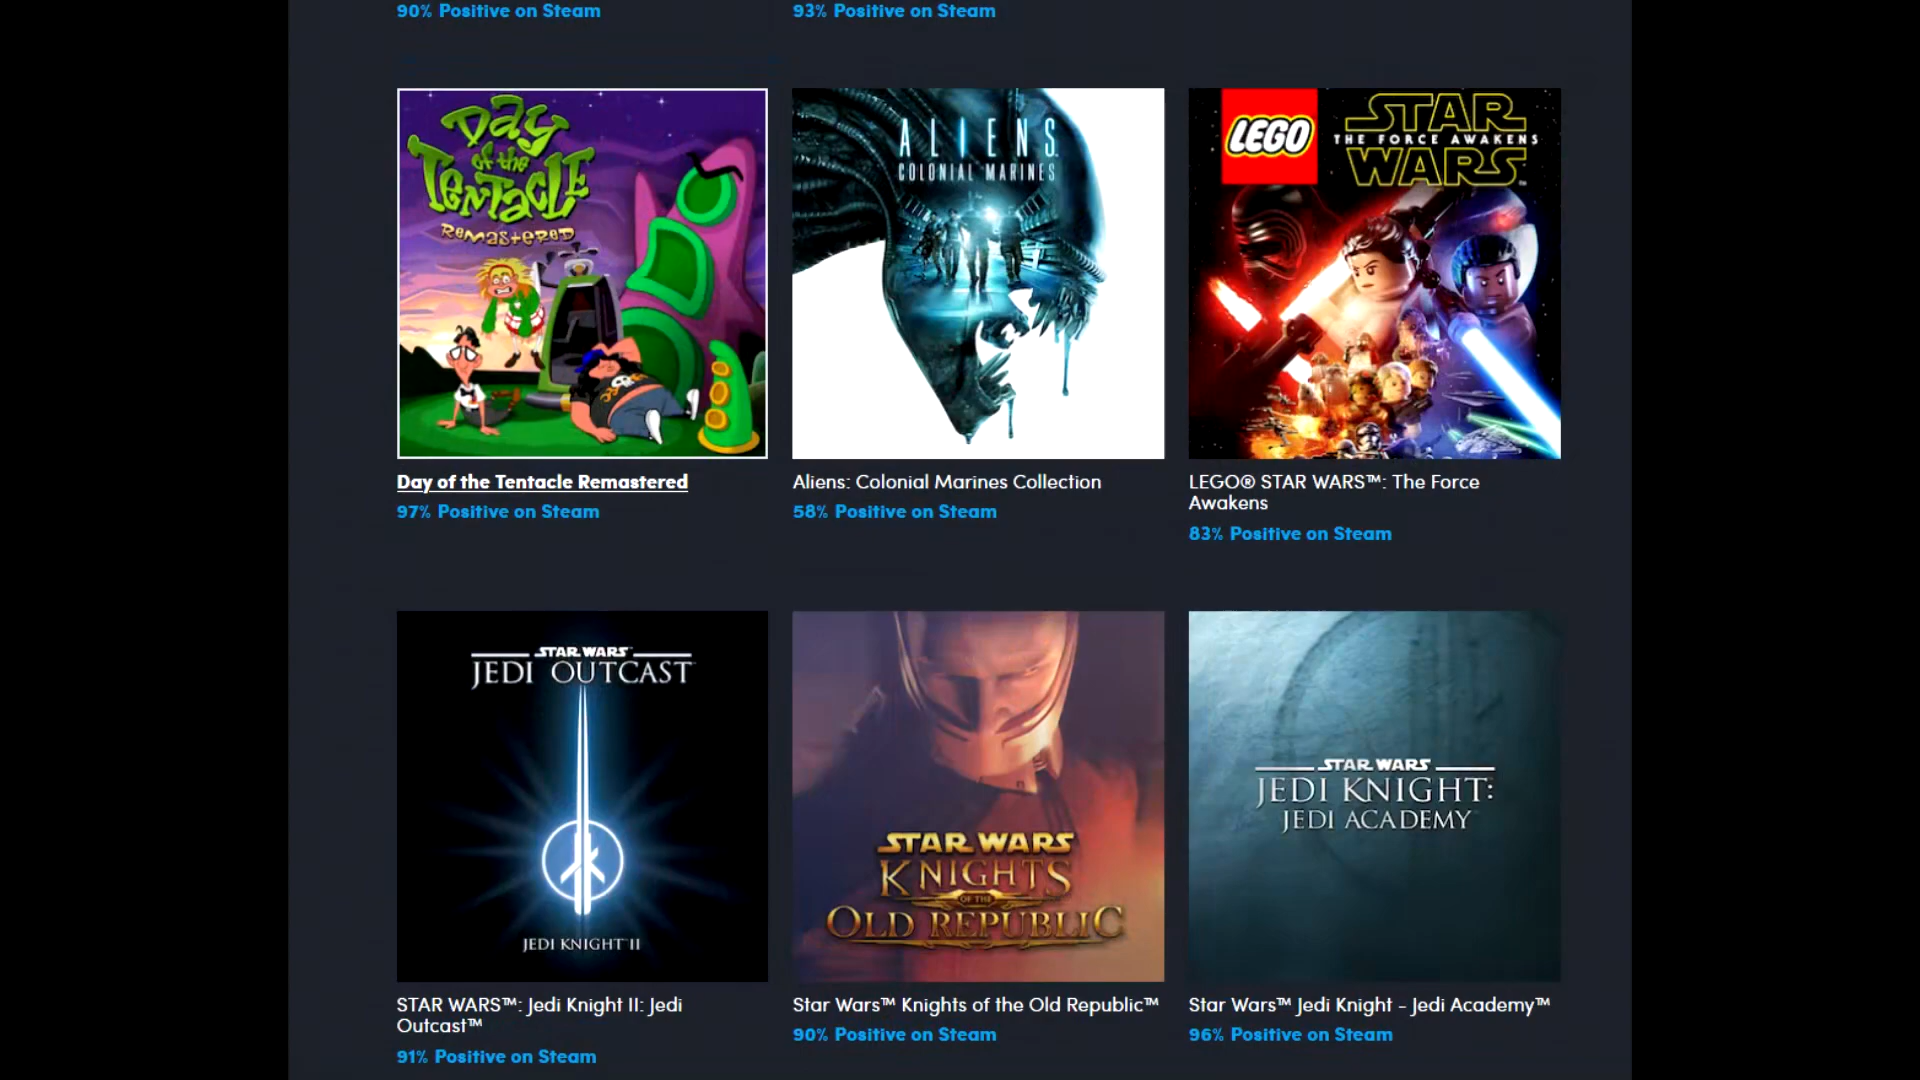 90% Positive on Steam
93% Positive on Steam
Day
of the
TENTACLE
REMASTERED
ALIENS
COLONIAL MARINES
LEGO
STAR
THE FORCE AWAKENS
WARS
Day of the Tentacle Remastered
97% Positive on Steam
Aliens: Colonial Marines Collection
58% Positive on Steam
LEGO® STAR WARS™: The Force
Awakens
83% Positive on Steam
STAR WARS
JEDI OUTCAST
JEDI KNIGHT II
STAR WARS
KNIGHTS
OF THE
OLD REPUBLIC
STAR WARS
JEDI KNIGHT:
JEDI ACADEMY
STAR WARS™: Jedi Knight II: Jedi
Outcast™
91% Positive on Steam
Star Wars™ Knights of the Old Republic™
90% Positive on Steam
Star Wars™ Jedi Knight - Jedi Academy™
96% Positive on Steam